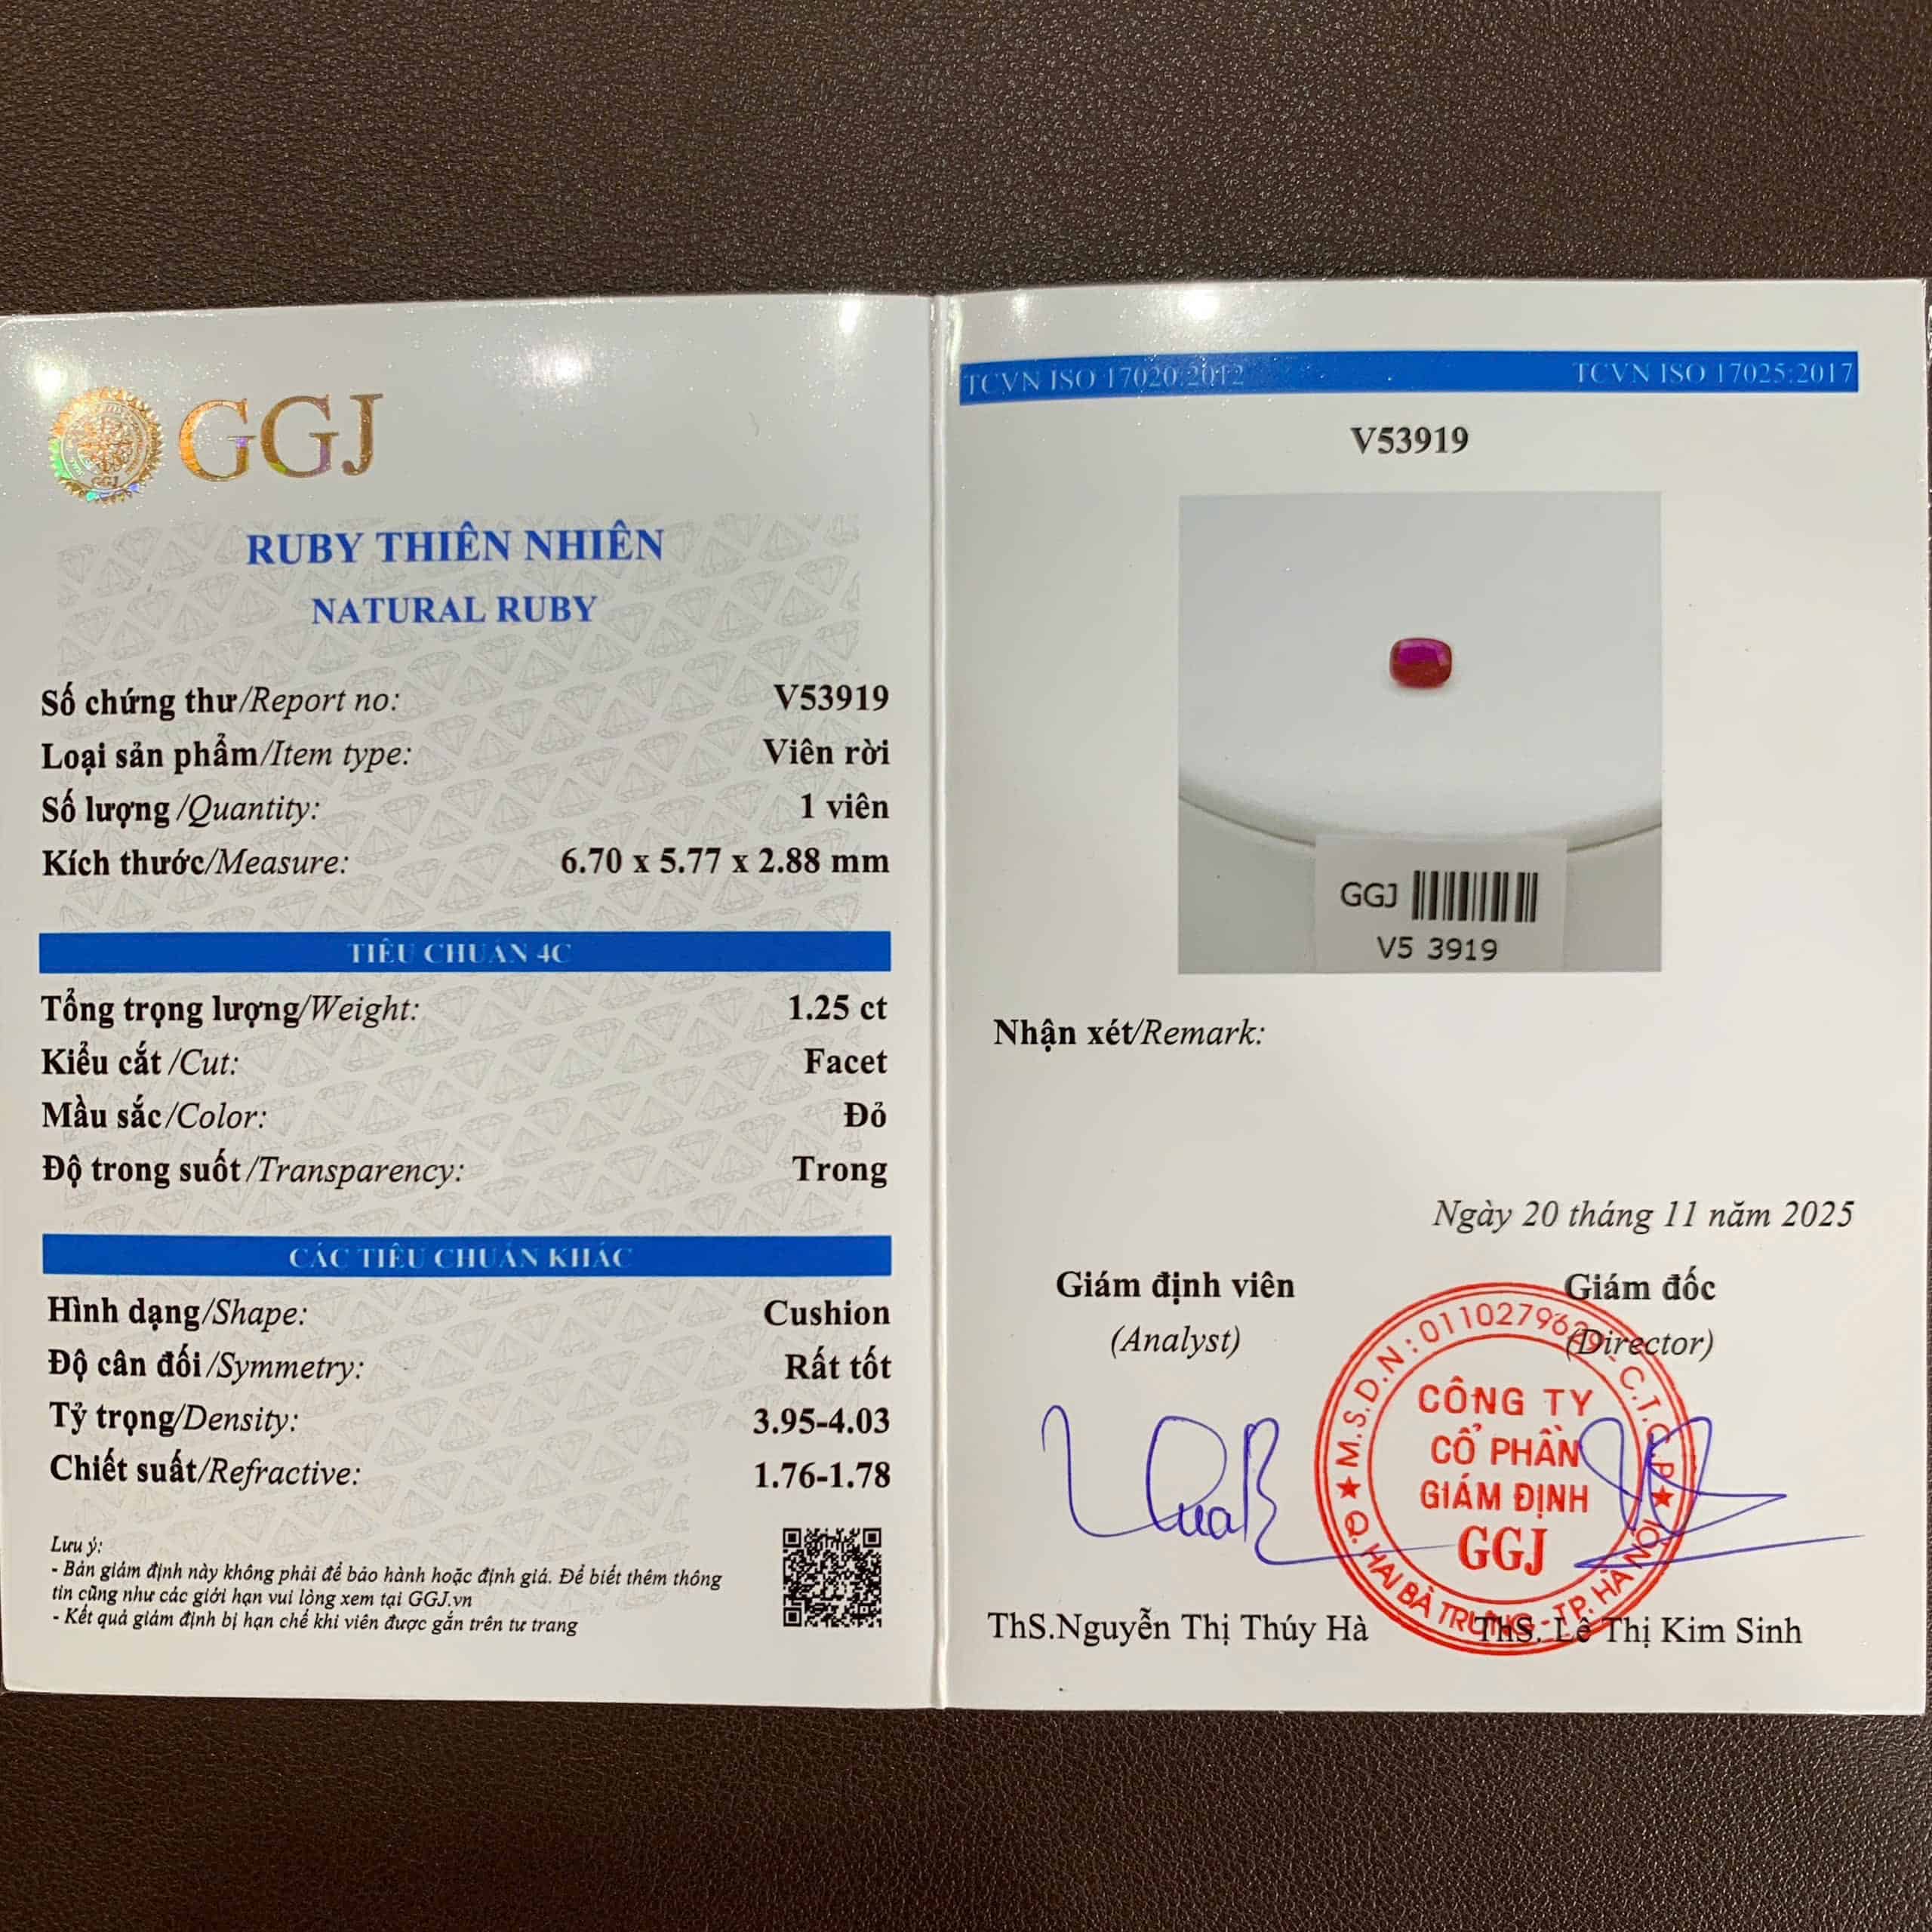 GGJ
RUBY THIÊN NHIÊN
NATURAL RUBY
Số chứng thư/Report no: V53919
Loại sản phẩm/Item type: Viên rời
Số lượng /Quantity: 1 viên
Kích thước/Measure: 6.70 x 5.77 x 2.88 mm
TIÊU CHUẨN 4C
Tổng trọng lượng/Weight: 1.25 ct
Kiểu cắt /Cut: Facet
Mầu sắc/Color: Đỏ
Độ trong suốt /Transparency: Trong
CÁC TIÊU CHUẨN KHÁC
Hình dạng/Shape: Cushion
Độ cân đối /Symmetry: Rất tốt
Tỷ trọng/Density: 3.95-4.03
Chiết suất/Refractive: 1.76-1.78
Lưu ý:
- Bản giám định này không phải để bảo hành hoặc định giá. Để biết thêm thông
tin cũng như các giới hạn vui lòng xem tại GGJ.vn
- Kết quả giám định bị hạn chế khi viên được gắn trên tư trang
TCVN ISO 17020:2012 TCVN ISO 17025:2017
V53919
GGJ
V5 3919
Nhận xét/Remark:
Ngày 20 tháng 11 năm 2025
Giám định viên Giám đốc
(Analyst) (Director)
M.S.D.N: - C.T.C.P
CÔNG TY
CỔ PHẦN
GIÁM ĐỊNH
GGJ
Q. HAI BÀ TRƯNG - TP. HÀ NỘI
ThS.Nguyễn Thị Thúy Hà ThS. Lê Thị Kim Sinh